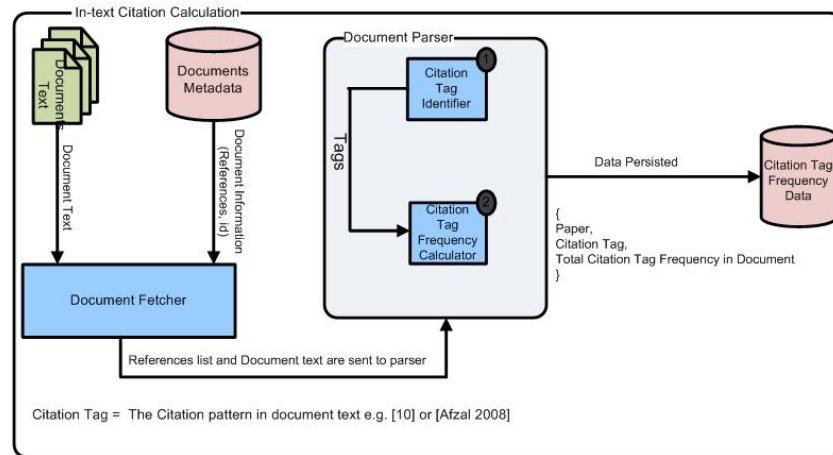 In-text Citation Calculation
Documents
Text
Documents
Metadata
Document Text
Document Information
(References, id)
Document Fetcher
References list and Document text are sent to parser
Document Parser
1
Citation
Tag
Identifier
Tags
2
Citation
Tag
Frequency
Calculator
Data Persisted
{
Paper,
Citation Tag,
Total Citation Tag Frequency in Document
}
Citation Tag
Frequency
Data
Citation Tag = The Citation pattern in document text e.g. [10] or [Afzal 2008]